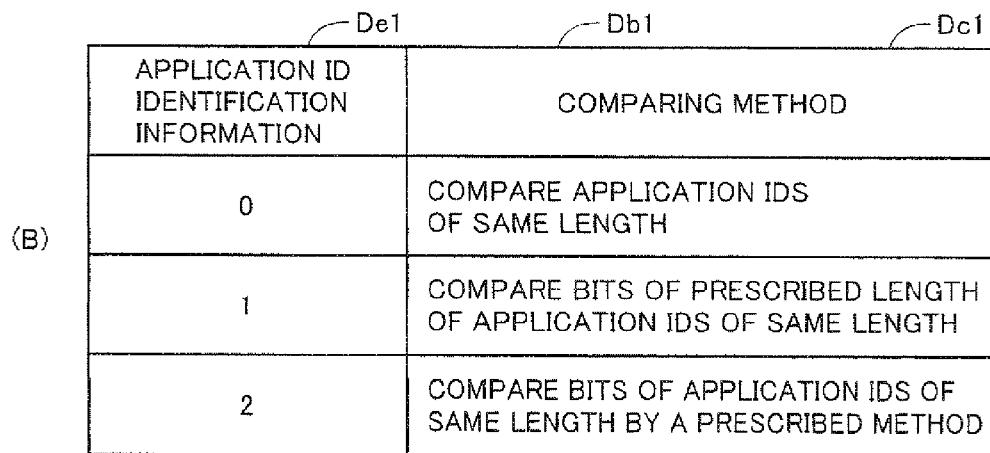 De1 Db1 Dc1
APPLICATION ID
IDENTIFICATION
INFORMATION
COMPARING METHOD
(B)
0
COMPARE APPLICATION IDS
OF SAME LENGTH
1
COMPARE BITS OF PRESCRIBED LENGTH
OF APPLICATION IDS OF SAME LENGTH
2
COMPARE BITS OF APPLICATION IDS OF
SAME LENGTH BY A PRESCRIBED METHOD